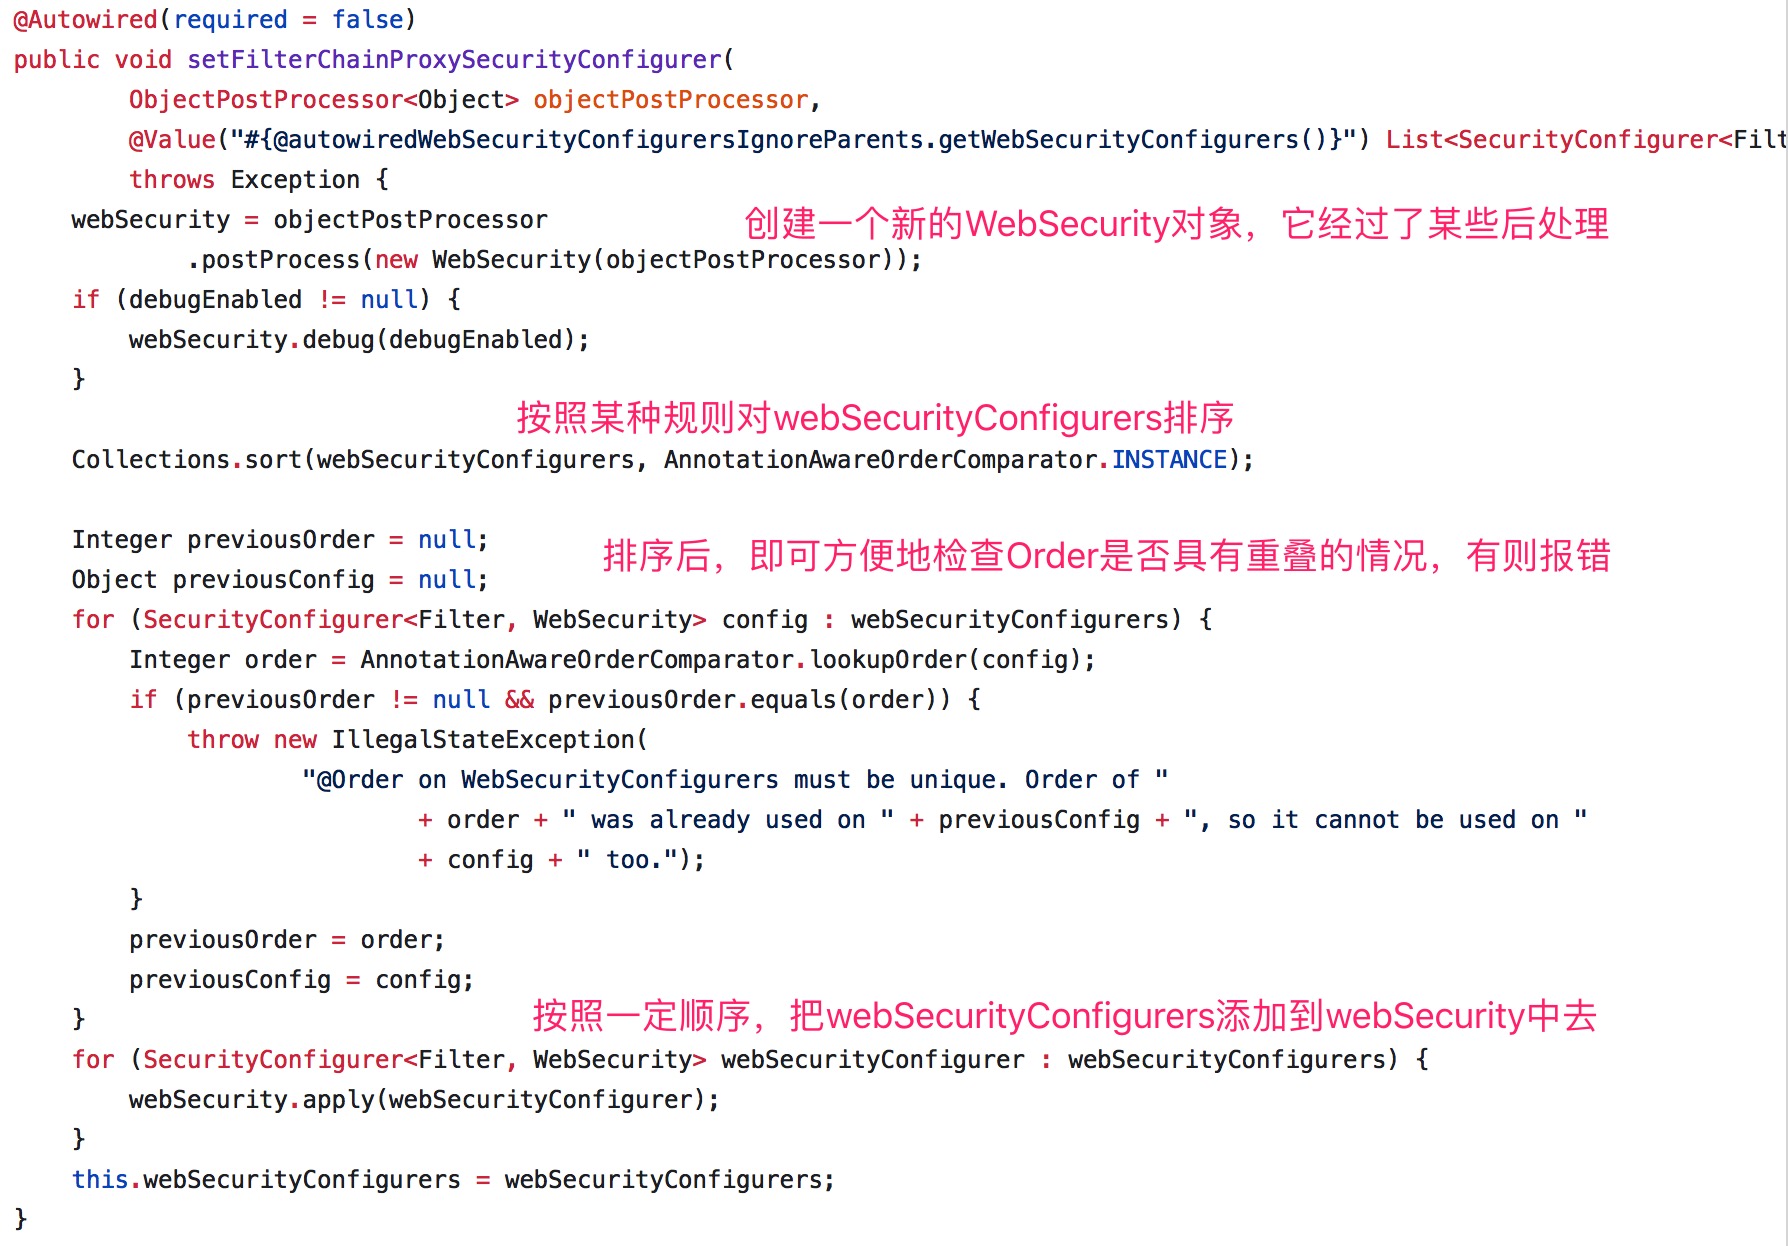 @Autowired(required = false)
public void setFilterChainProxySecurityConfigurer(
ObjectPostProcessor<Object> objectPostProcessor,
@Value("#{@autowiredWebSecurityConfigurersIgnoreParents.getWebSecurityConfigurers()}") List<SecurityConfigurer<Filt
throws Exception {
webSecurity = objectPostProcessor
创建一个新的WebSecurity对象，它经过了某些后处理
.postProcess(new WebSecurity(objectPostProcessor));
if (debugEnabled != null) {
webSecurity.debug(debugEnabled);
}
按照某种规则对webSecurityConfigurers排序
Collections.sort(webSecurityConfigurers, AnnotationAwareOrderComparator.INSTANCE);
Integer previousOrder = null;
排序后，即可方便地检查Order是否具有重叠的情况，有则报错
Object previousConfig = null;
for (SecurityConfigurer<Filter, WebSecurity> config : webSecurityConfigurers) {
Integer order = AnnotationAwareOrderComparator.lookupOrder(config);
if (previousOrder != null && previousOrder.equals(order)) {
throw new IllegalStateException(
"@Order on WebSecurityConfigurers must be unique. Order of "
+ order + " was already used on " + previousConfig + ", so it cannot be used on "
+ config + " too.");
}
previousOrder = order;
previousConfig = config;
}
按照一定顺序，把webSecurityConfigurers添加到webSecurity中去
for (SecurityConfigurer<Filter, WebSecurity> webSecurityConfigurer : webSecurityConfigurers) {
webSecurity.apply(webSecurityConfigurer);
}
this.webSecurityConfigurers = webSecurityConfigurers;
}